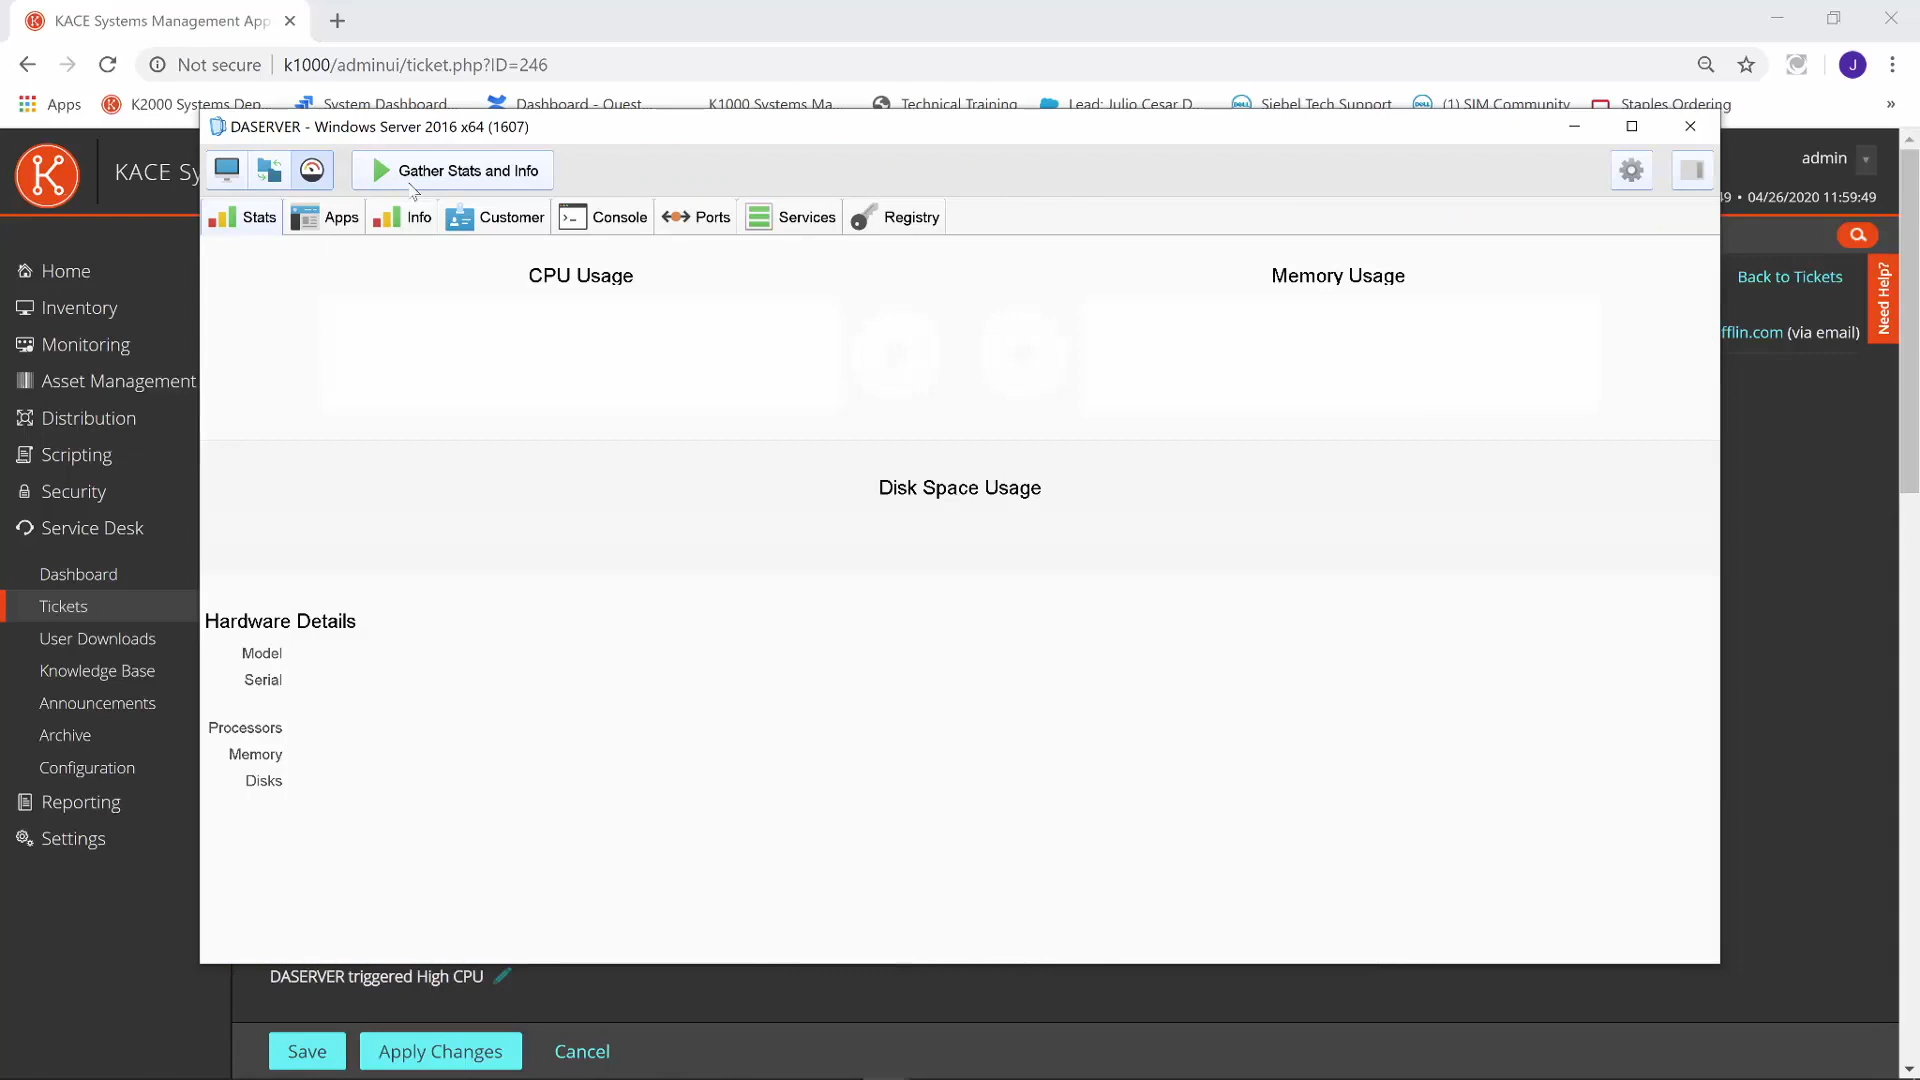 KACE Systems Management App
Not secure k1000/adminui/ticket.php?ID=246
J
Apps K2000 Systems Dep... System Dashboard... Dashboard - Quest... K1000 Systems Ma... Technical Training Lead: Julio Cesar D... Siebel Tech Support (1) SIM Community Staples Ordering »
DASERVER - Windows Server 2016 x64 (1607)
KACE Sy
Gather Stats and Info
admin
49 • 04/26/2020 11:59:49
Stats Apps Info Customer Console Ports Services Registry
Back to Tickets
Need Help?
fflin.com (via email)
Home
Inventory
Monitoring
Asset Management
Distribution
Scripting
Security
Service Desk
Dashboard
Tickets
User Downloads
Knowledge Base
Announcements
Archive
Configuration
Reporting
Settings
CPU Usage
Memory Usage
Disk Space Usage
Hardware Details
Model
Serial
Processors
Memory
Disks
DASERVER triggered High CPU
Save Apply Changes Cancel